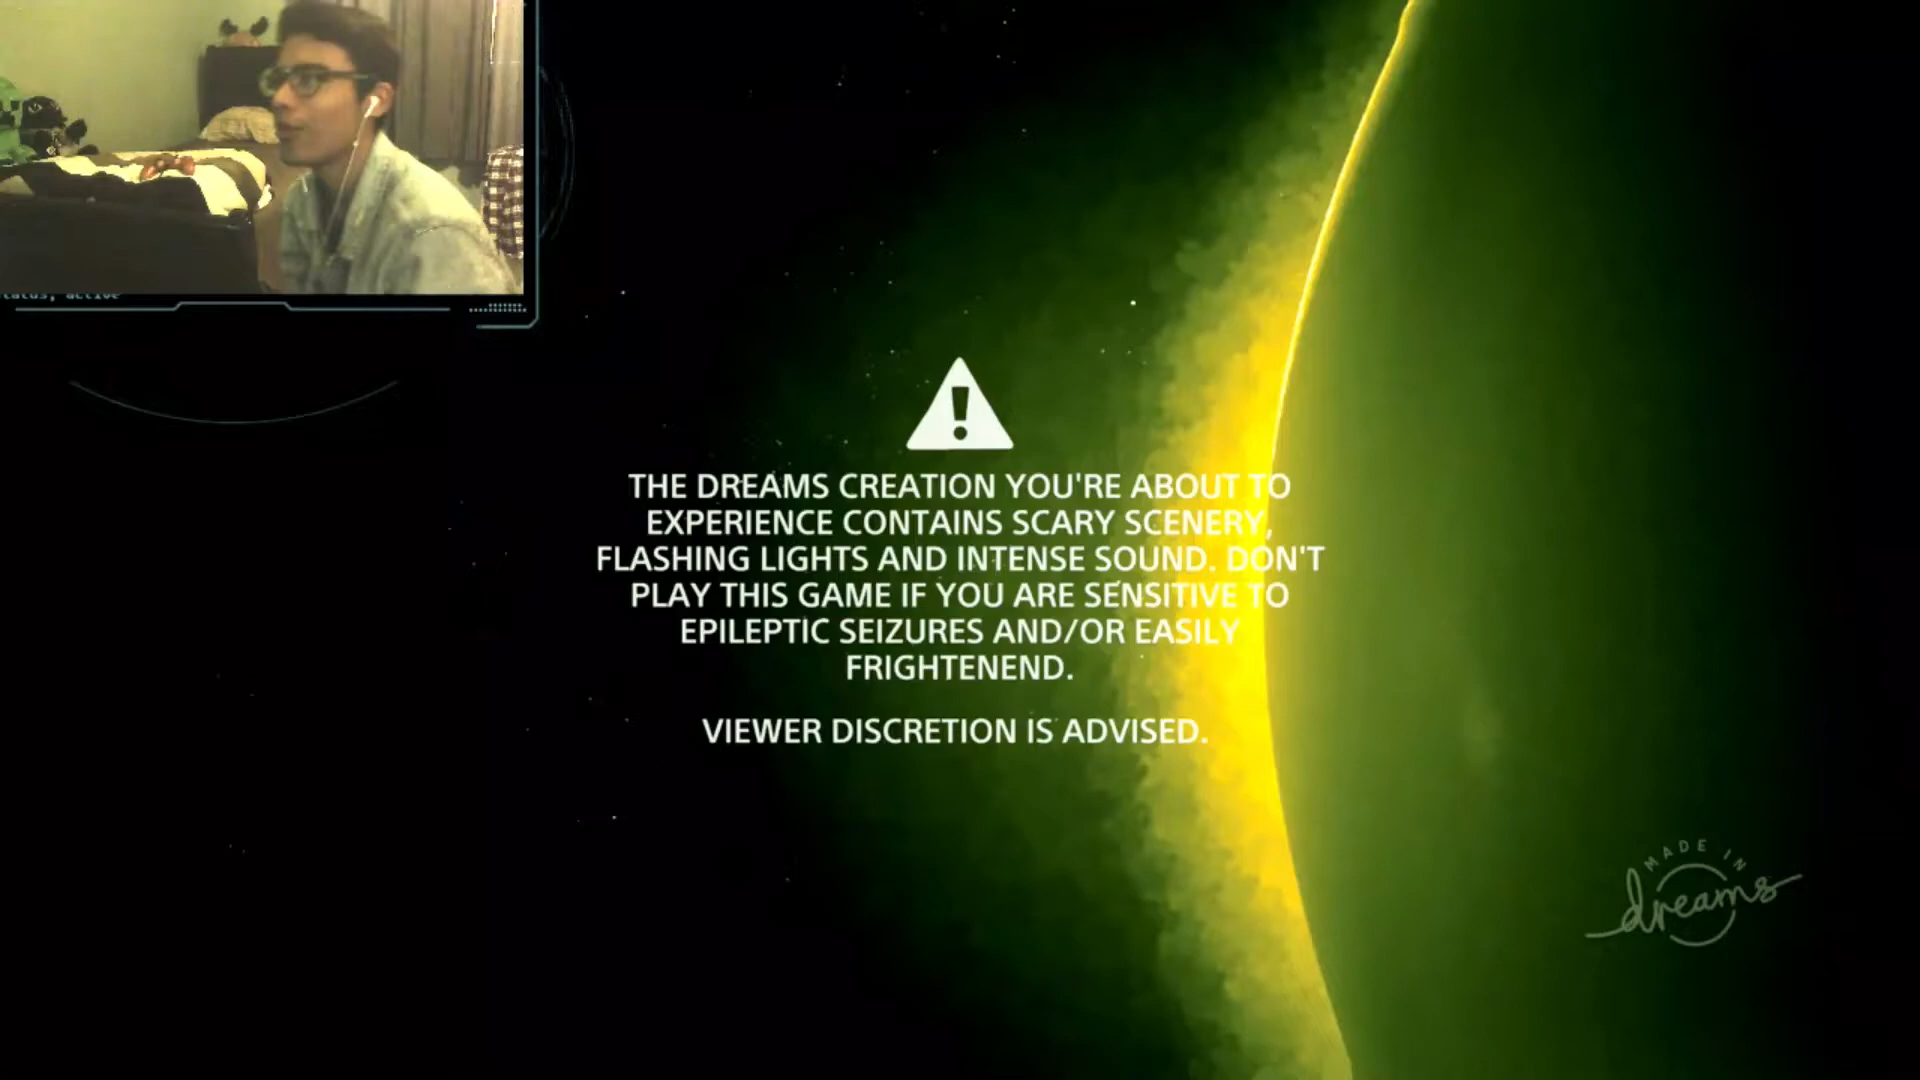 status, active
THE DREAMS CREATION YOU'RE ABOUT TO
EXPERIENCE CONTAINS SCARY SCENERY,
FLASHING LIGHTS AND INTENSE SOUND. DON'T
PLAY THIS GAME IF YOU ARE SENSITIVE TO
EPILEPTIC SEIZURES AND/OR EASILY
FRIGHTENEND.
VIEWER DISCRETION IS ADVISED.
MADE IN
dreams